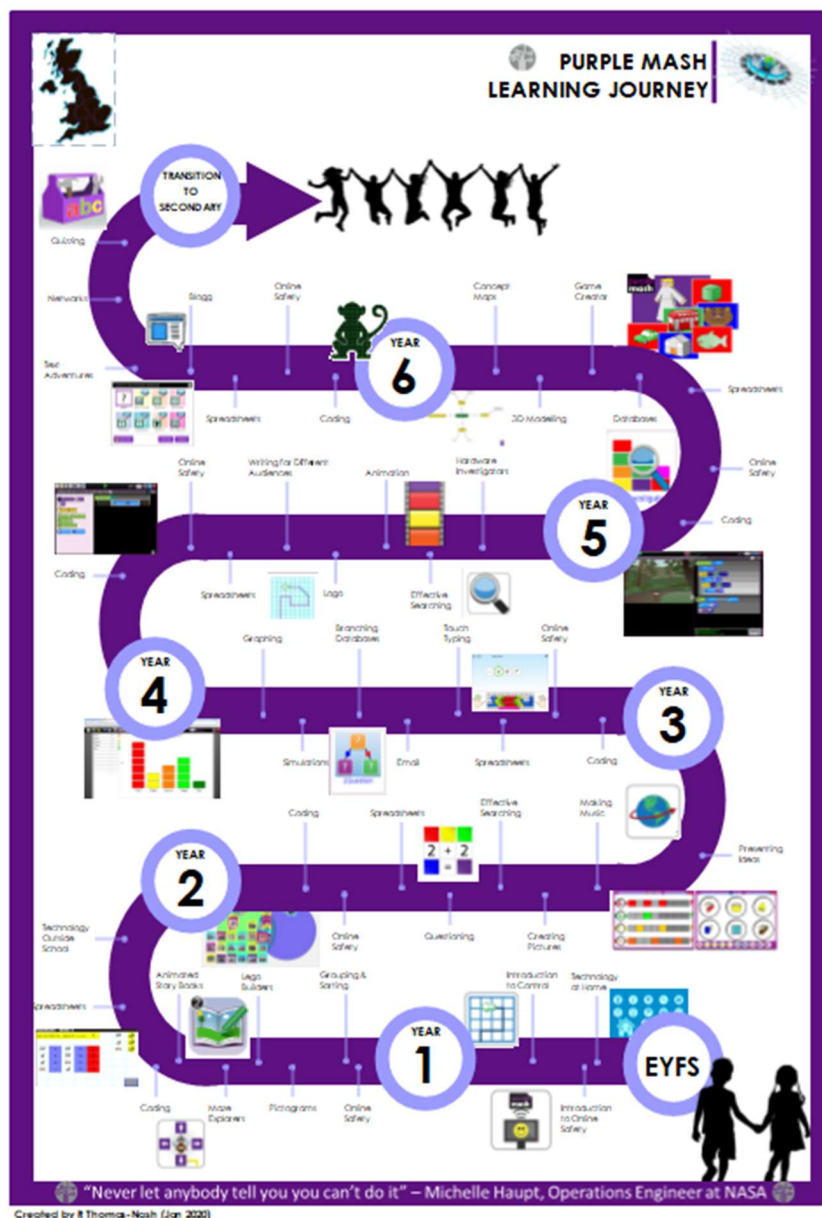 PURPLE MASH
LEARNING JOURNEY
TRANSITION
TO
SECONDARY
abc
Quizzing
Networks
Text
Adventures
Blogg
Online
Safety
Concept
Maps
Game
Creator
mash
YEAR
6
Spreadsheets
Coding
3D Modelling
Databases
Spreadsheets
Online
Safety
Coding
Online
Safety
Writing for Different
Audiences
Animation
Hardware
Investigators
YEAR
5
Coding
Spreadsheets
Logo
Effective
Searching
Graphing
Branching
Databases
Touch
Typing
Online
Safety
YEAR
4
YEAR
3
Simulations
Email
Spreadsheets
Coding
Coding
Spreadsheets
Effective
Searching
Making
Music
Presenting
Ideas
2 + 2
=
YEAR
2
Technology
Outside
School
Online
Safety
Questioning
Creating
Pictures
Animated
Story Books
Lego
Builders
Grouping &
Sorting
Introduction
to Control
Technology
at Home
Spreadsheets
YEAR
1
EYFS
Coding
Maze
Explorers
Pictograms
Online
Safety
mash
Introduction
to Online
Safety
“Never let anybody tell you you can’t do it” – Michelle Haupt, Operations Engineer at NASA
Created by R Thomas-Nash (Jan 2020)